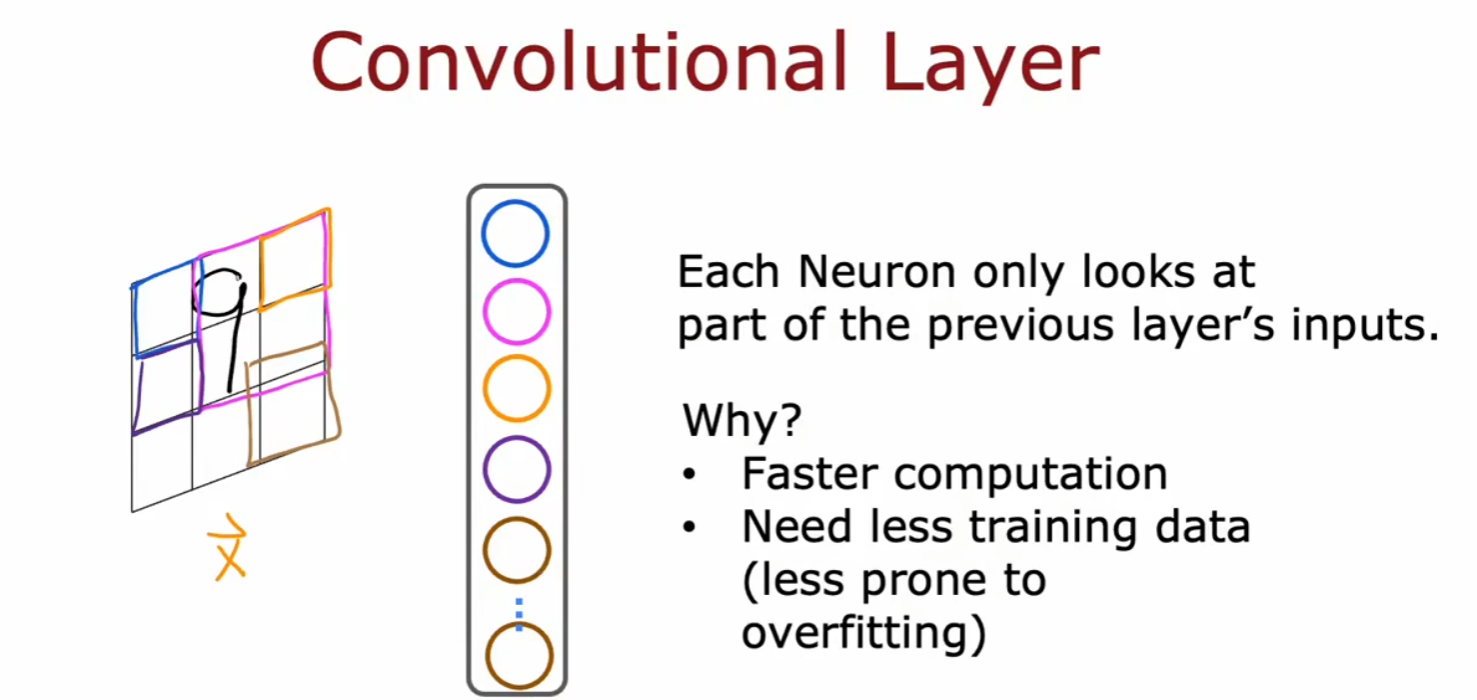 Convolutional Layer
9
x⃗
Each Neuron only looks at
part of the previous layer’s inputs.
Why?
• Faster computation
• Need less training data
(less prone to
overfitting)